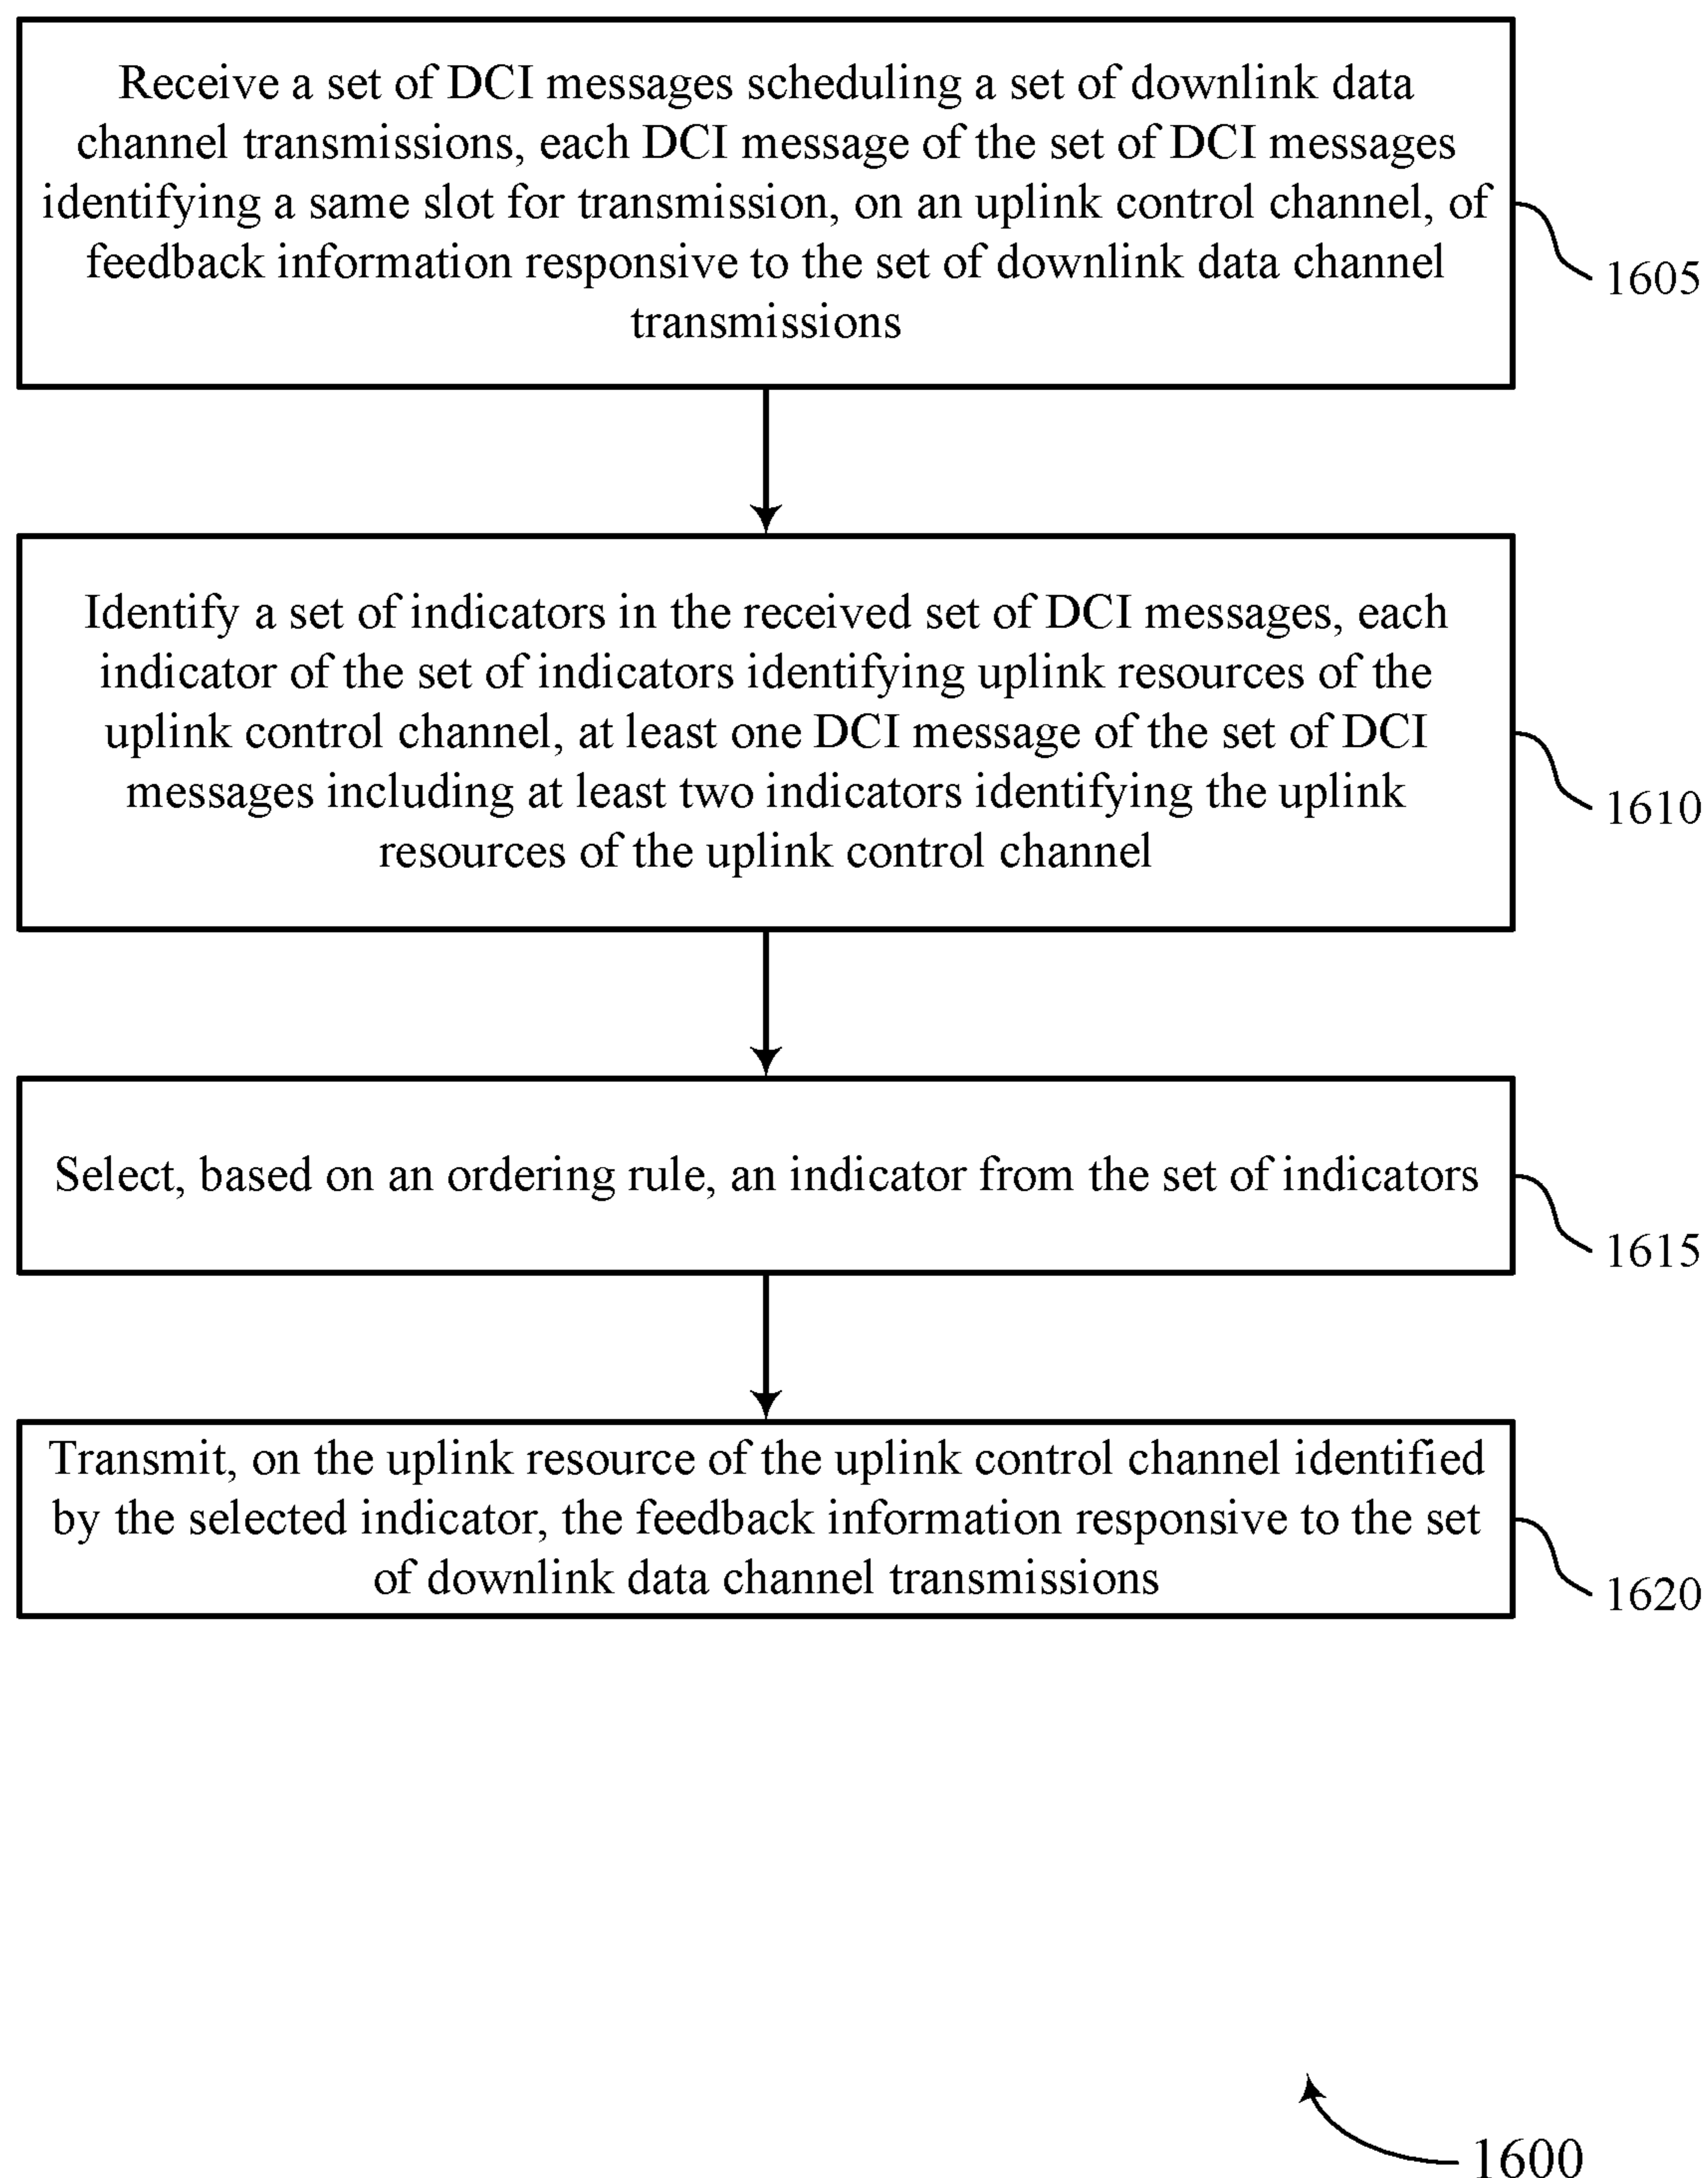 Receive a set of DCI messages scheduling a set of downlink data
channel transmissions, each DCI message of the set of DCI messages
identifying a same slot for transmission, on an uplink control channel, of
feedback information responsive to the set of downlink data channel
transmissions
1605
Identify a set of indicators in the received set of DCI messages, each
indicator of the set of indicators identifying uplink resources of the
uplink control channel, at least one DCI message of the set of DCI
messages including at least two indicators identifying the uplink
resources of the uplink control channel
1610
Select, based on an ordering rule, an indicator from the set of indicators
1615
Transmit, on the uplink resource of the uplink control channel identified
by the selected indicator, the feedback information responsive to the set
of downlink data channel transmissions
1620
1600